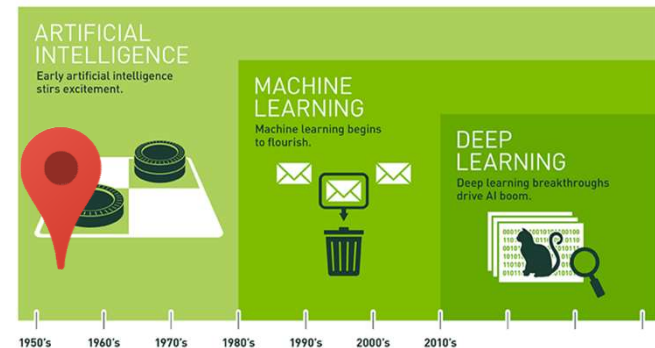 ARTIFICIAL
INTELLIGENCE
Early artificial intelligence
stirs excitement.
MACHINE
LEARNING
Machine learning begins
to flourish.
DEEP
LEARNING
Deep learning breakthroughs
drive AI boom.
1950's 1960's 1970's 1980's 1990's 2000's 2010's